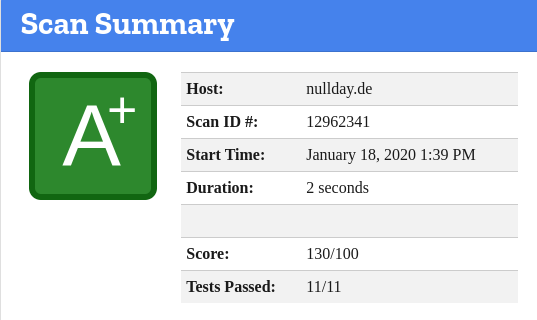 Scan Summary
A+
Host: nullday.de
Scan ID #: 12962341
Start Time: January 18, 2020 1:39 PM
Duration: 2 seconds
Score: 130/100
Tests Passed: 11/11